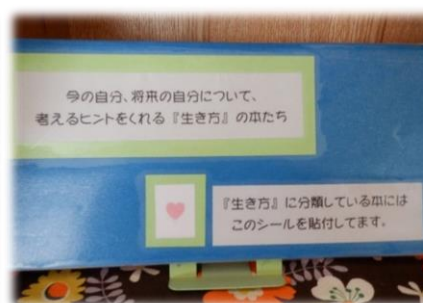 今の自分、将来の自分について、
考えるヒントをくれる『生き方』の本たち
『生き方』に分類している本には
このシールを貼付してます。